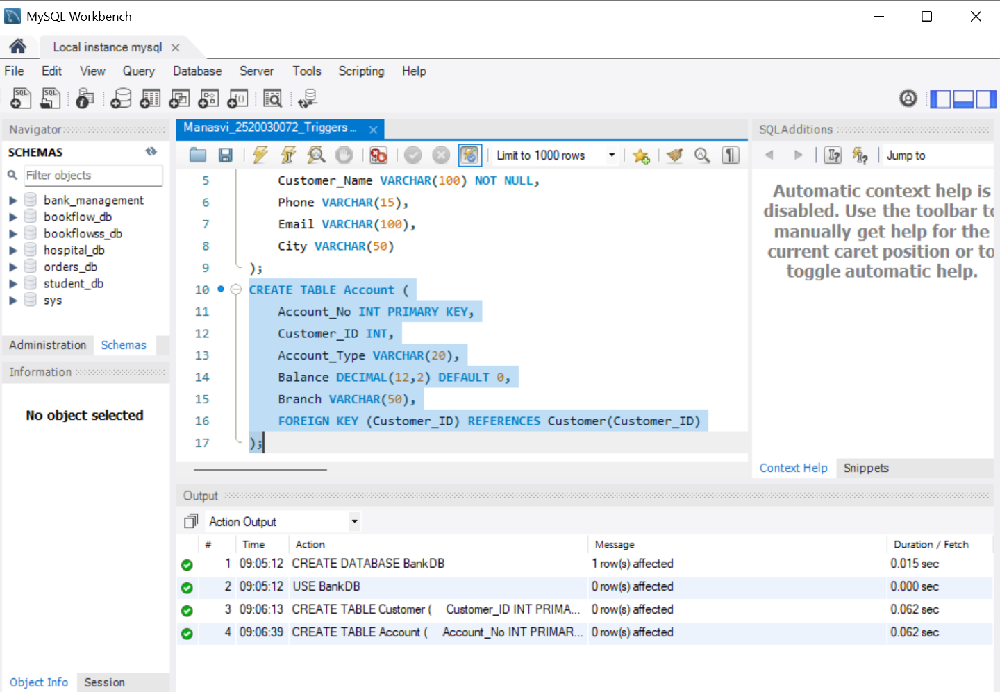 MySQL Workbench
Local instance mysql
File Edit View Query Database Server Tools Scripting Help
Navigator
SCHEMAS
Filter objects
bank_management
bookflow_db
bookflowss_db
hospital_db
orders_db
student_db
sys
Administration Schemas
Information
No object selected
Object Info Session
Manasvi_2520030072_Triggers ...
Limit to 1000 rows
5 Customer_Name VARCHAR(100) NOT NULL,
6 Phone VARCHAR(15),
7 Email VARCHAR(100),
8 City VARCHAR(50)
9 );
10 CREATE TABLE Account (
11 Account_No INT PRIMARY KEY,
12 Customer_ID INT,
13 Account_Type VARCHAR(20),
14 Balance DECIMAL(12,2) DEFAULT 0,
15 Branch VARCHAR(50),
16 FOREIGN KEY (Customer_ID) REFERENCES Customer(Customer_ID)
17 );
SQLAdditions
Jump to
Automatic context help is
disabled. Use the toolbar to
manually get help for the
current caret position or to
toggle automatic help.
Context Help Snippets
Output
Action Output
# Time Action Message Duration / Fetch
1 09:05:12 CREATE DATABASE BankDB 1 row(s) affected 0.015 sec
2 09:05:12 USE BankDB 0 row(s) affected 0.000 sec
3 09:06:13 CREATE TABLE Customer ( Customer_ID INT PRIMA... 0 row(s) affected 0.062 sec
4 09:06:39 CREATE TABLE Account ( Account_No INT PRIMAR... 0 row(s) affected 0.062 sec